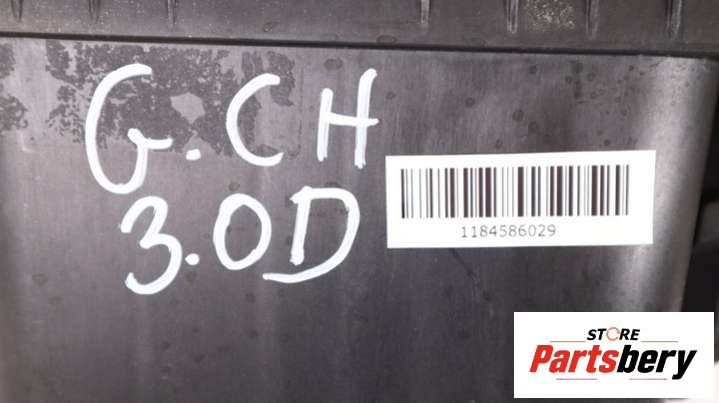 G.CH
3.0D
1184586029
STORE
Partsbery